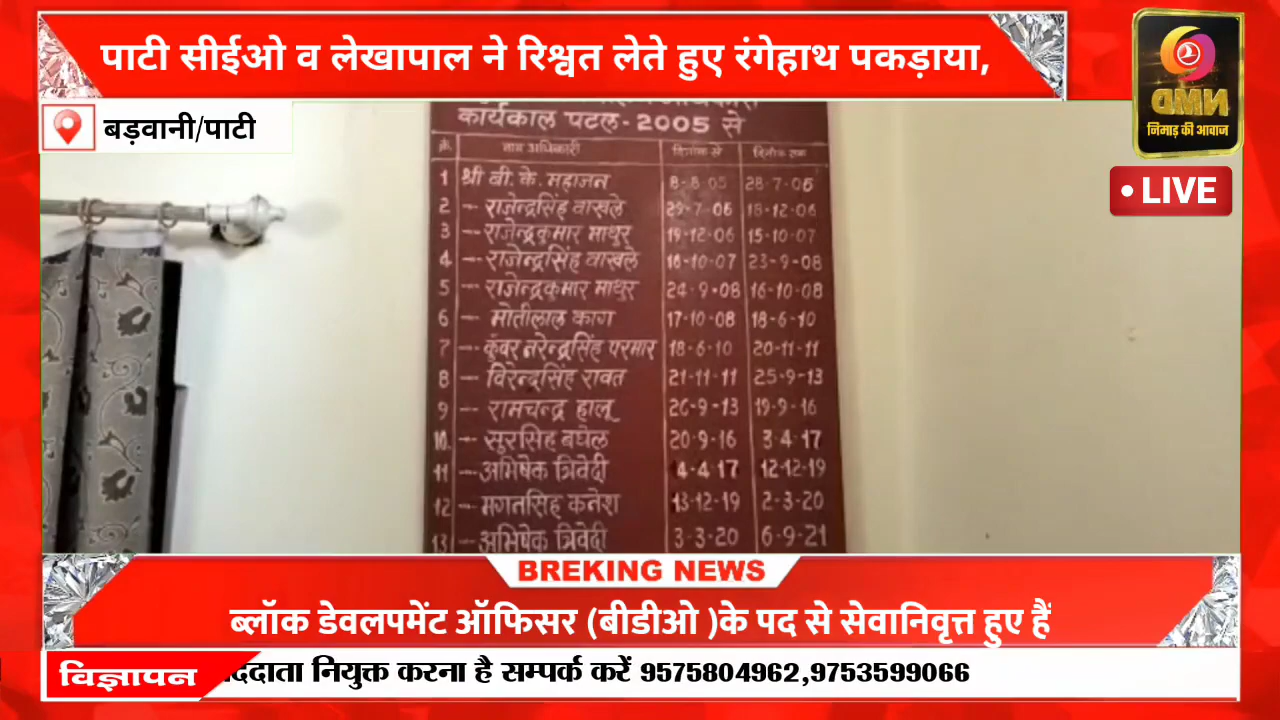 पाटी सीईओ व लेखापाल ने रिश्वत लेते हुए रंगेहाथ पकड़ाया,
बड़वानी/पाटी
DMN
निमाड़ की आवाज
• LIVE
कार्यकाल पटल - 2005 से
क्र. नाम अधिकारी दिनांक से दिनांक तक
1 श्री बी. के. महाजन 8-8-05 28-7-06
2 -- राजेन्द्रसिंह वाखले 29-7-06 18-12-06
3 -- राजेन्द्रकुमार माथुर 19-12-06 15-10-07
4 -- राजेन्द्रसिंह वाखले 16-10-07 23-9-08
5 -- राजेन्द्रकुमार माथुर 24-9-08 16-10-08
6 -- मोतीलाल काग 17-10-08 18-6-10
7 -- कुंवर नरेन्द्रसिंह परमार 18-6-10 20-11-11
8 -- विरेन्द्रसिंह रावत 21-11-11 25-9-13
9 -- रामचन्द्र हालू 26-9-13 19-9-16
10. -- सुरसिंह बघेल 20-9-16 3-4-17
11 -- अभिषेक त्रिवेदी 4-4-17 12-12-19
12 -- मगतसिंह कनेश 13-12-19 2-3-20
13 -- अभिषेक त्रिवेदी 3-3-20 6-9-21
BREKING NEWS
ब्लॉक डेवलपमेंट ऑफिसर (बीडीओ )के पद से सेवानिवृत्त हुए हैं
विज्ञापन
नियुक्त करना है सम्पर्क करें 9575804962,9753599066